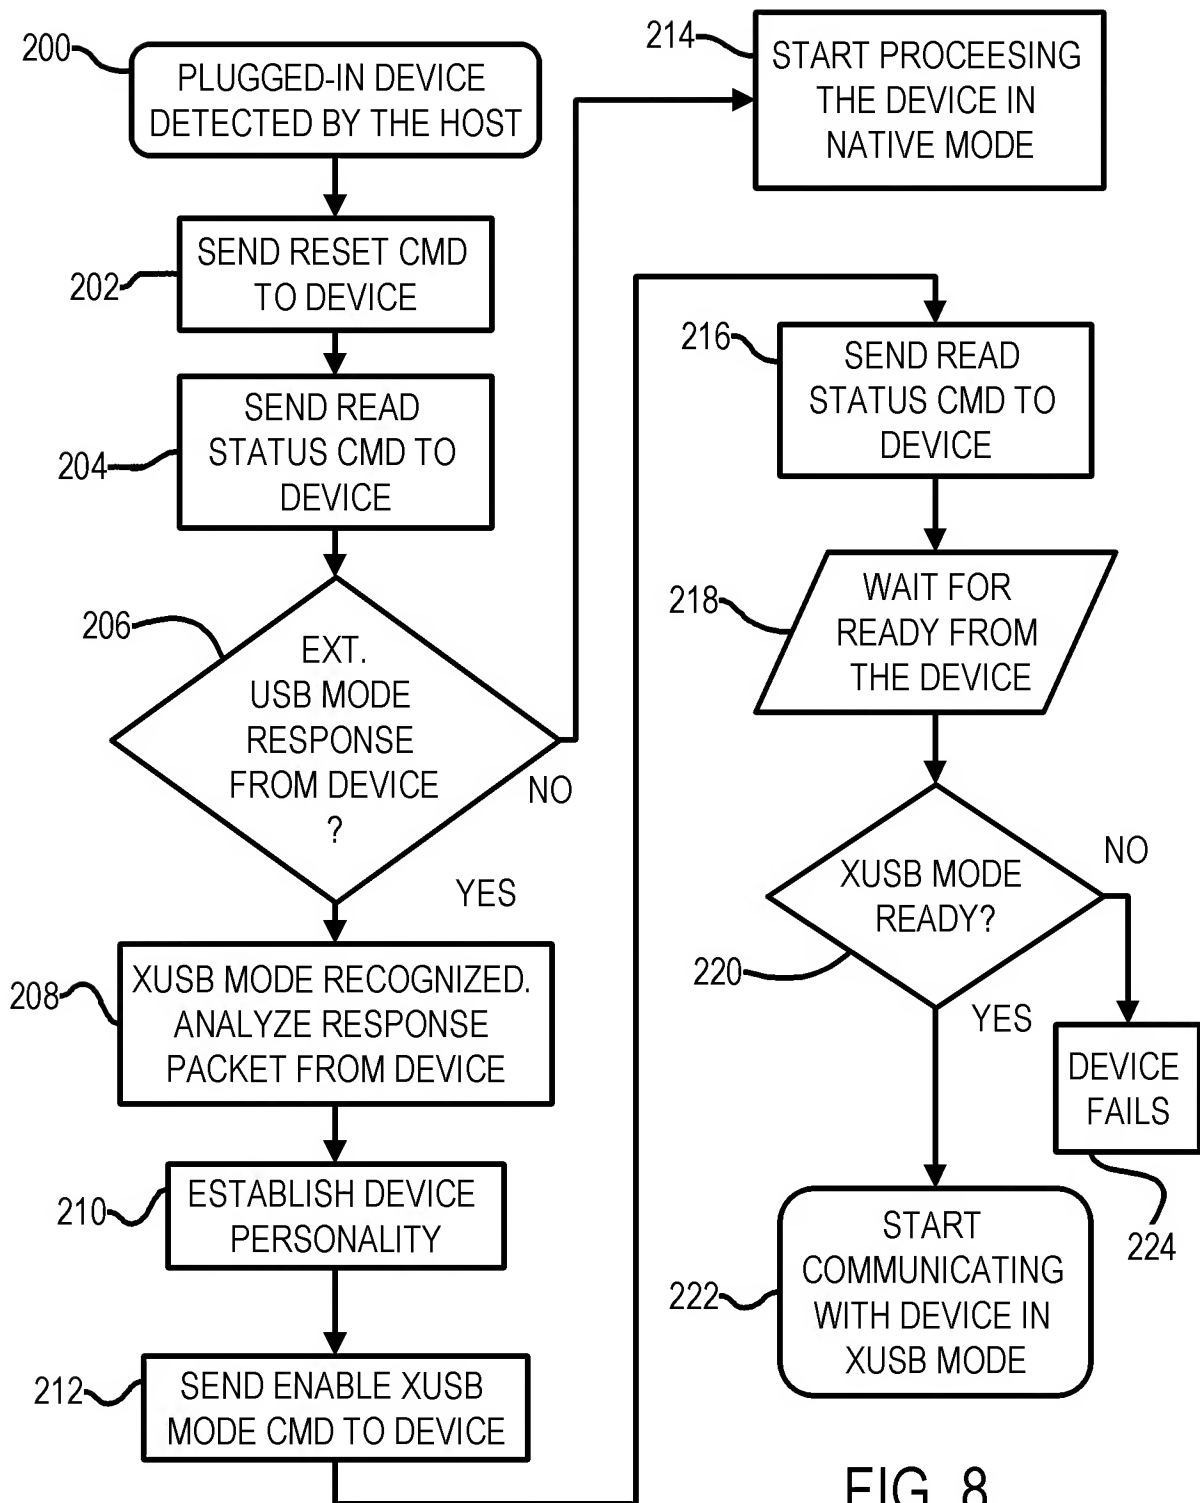 200
PLUGGED-IN DEVICE
DETECTED BY THE HOST
202
SEND RESET CMD
TO DEVICE
204
SEND READ
STATUS CMD TO
DEVICE
206
EXT.
USB MODE
RESPONSE
FROM DEVICE
?
NO
YES
208
XUSB MODE RECOGNIZED.
ANALYZE RESPONSE
PACKET FROM DEVICE
210
ESTABLISH DEVICE
PERSONALITY
212
SEND ENABLE XUSB
MODE CMD TO DEVICE
214
START PROCEESING
THE DEVICE IN
NATIVE MODE
216
SEND READ
STATUS CMD TO
DEVICE
218
WAIT FOR
READY FROM
THE DEVICE
220
XUSB MODE
READY?
NO
YES
DEVICE
FAILS
224
222
START
COMMUNICATING
WITH DEVICE IN
XUSB MODE
FIG. 8